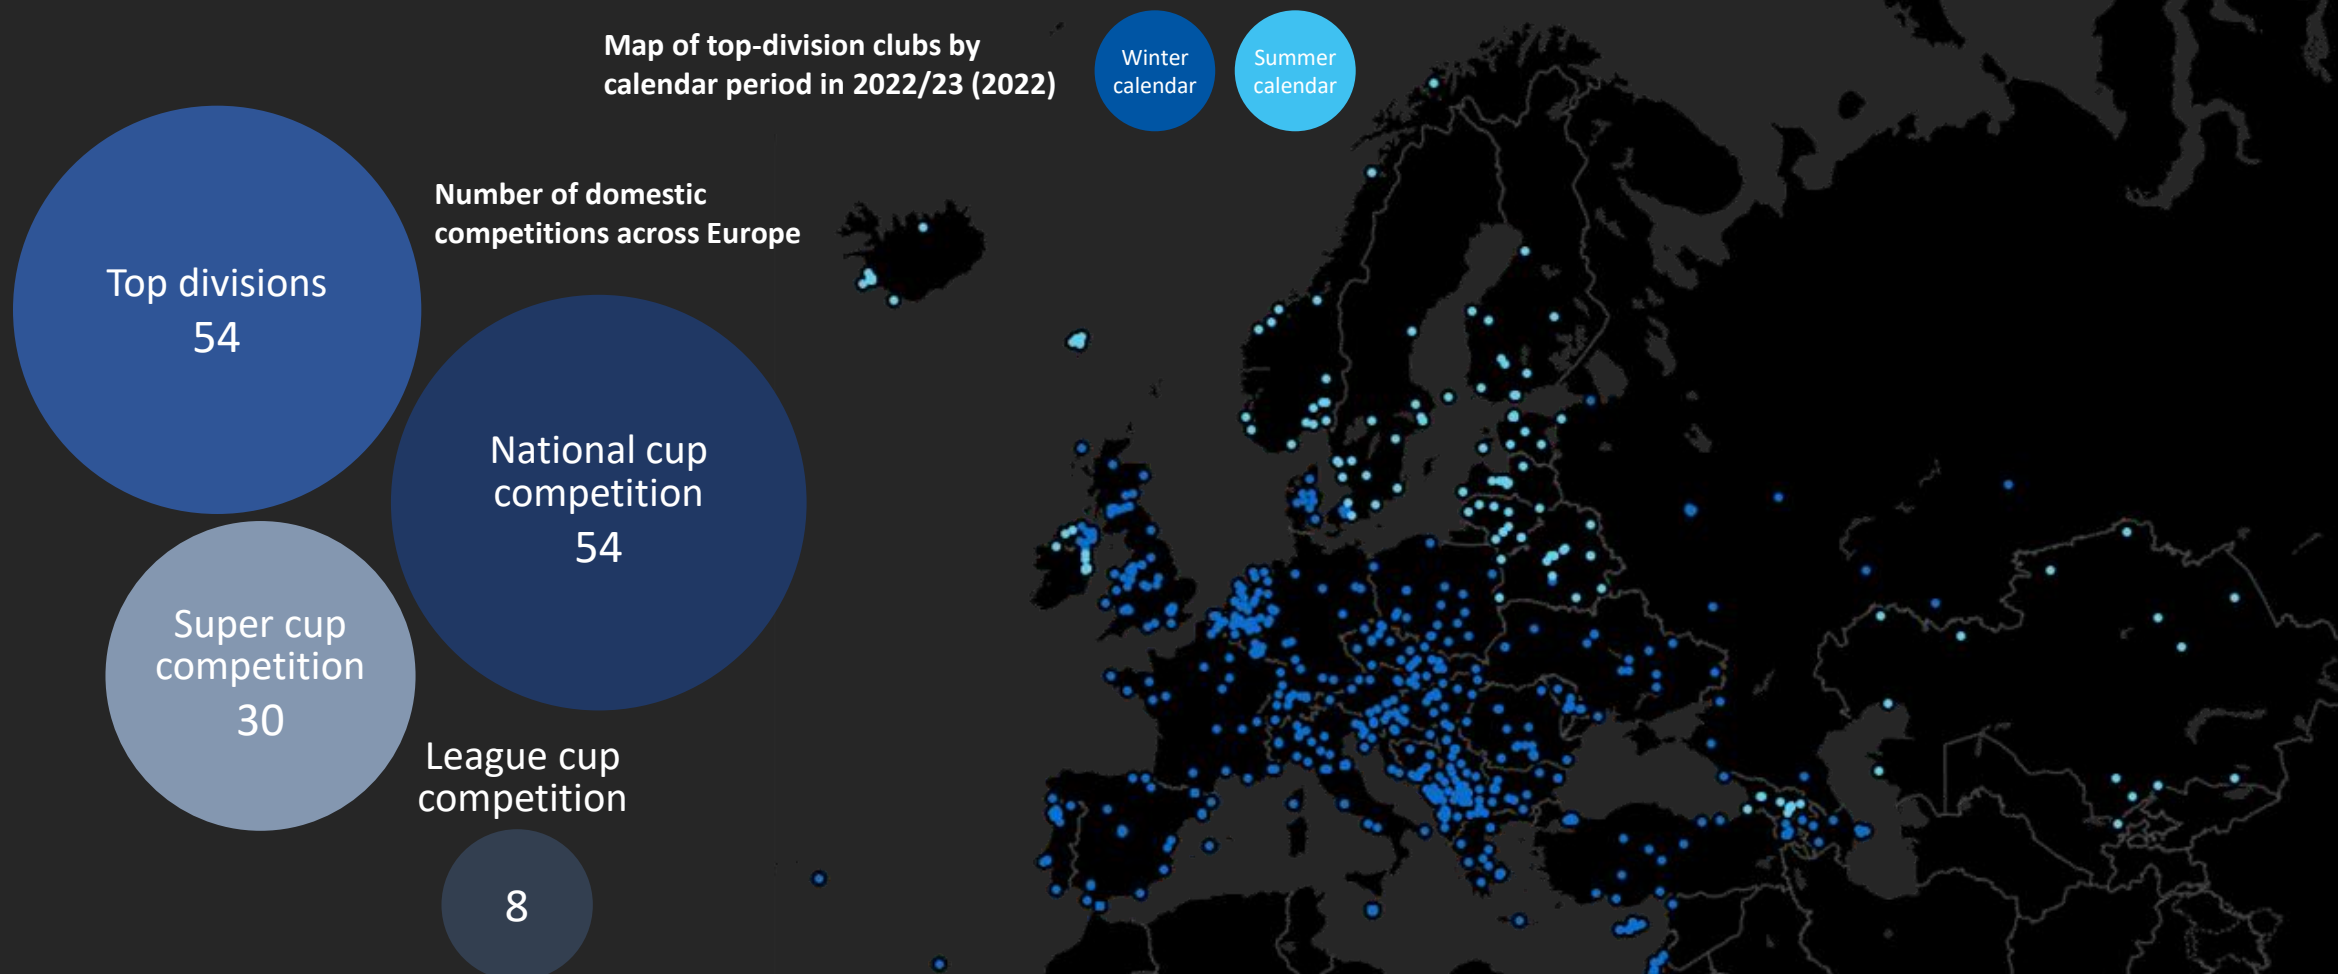 Map of top-division clubs by
calendar period in 2022/23 (2022)
Winter
calendar
Summer
calendar
Number of domestic
competitions across Europe
Top divisions
54
National cup
competition
54
Super cup
competition
30
League cup
competition
8